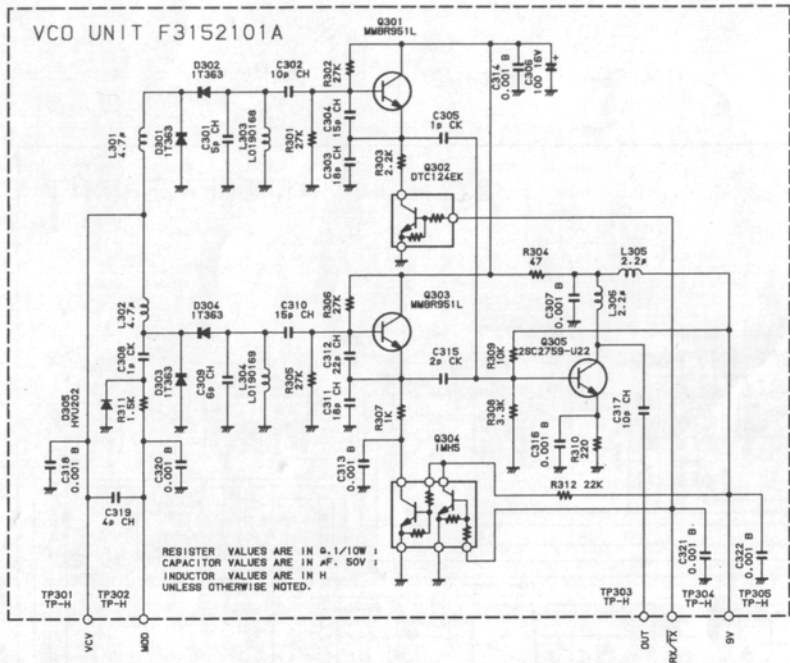 VCO UNIT F3152101A
Q301
MMBR951L
D302
1T363
C302
10p CH
R302
27K
C314
0.001 B
C306
100 16V
L301
4.7μ
D301
1T363
C301
5p CH
L303
L0190168
R301
27K
C304
15p CH
C303
18p CH
C305
1p CK
R303
2.2K
Q302
DTC124EK
R304
47
L305
2.2μ
L302
4.7μ
D304
1T363
C310
15p CH
R306
27K
Q303
MMBR951L
C307
0.001 B
L306
2.2μ
C308
1p CK
D303
1T363
C309
6p CH
L304
L0190169
R305
27K
C312
22p CH
C311
18p CH
C315
2p CK
R309
10K
Q305
2SC2759-U22
D305
HVU202
R311
1.5K
R307
1K
R308
3.3K
C317
10p CH
C318
0.001 B
C320
0.001 B
C313
0.001 B
Q304
IMH5
C316
0.001 B
R310
220
R312 22K
C319
4p CH
C321
0.001 B
C322
0.001 B
RESISTER VALUES ARE IN Ω.1/10W ;
CAPACITOR VALUES ARE IN μF. 50V ;
INDUCTOR VALUES ARE IN H
UNLESS OTHERWISE NOTED.
TP301
TP-H
TP302
TP-H
TP303
TP-H
TP304
TP-H
TP305
TP-H
VCV
MOD
OUT
RX/TX
9V